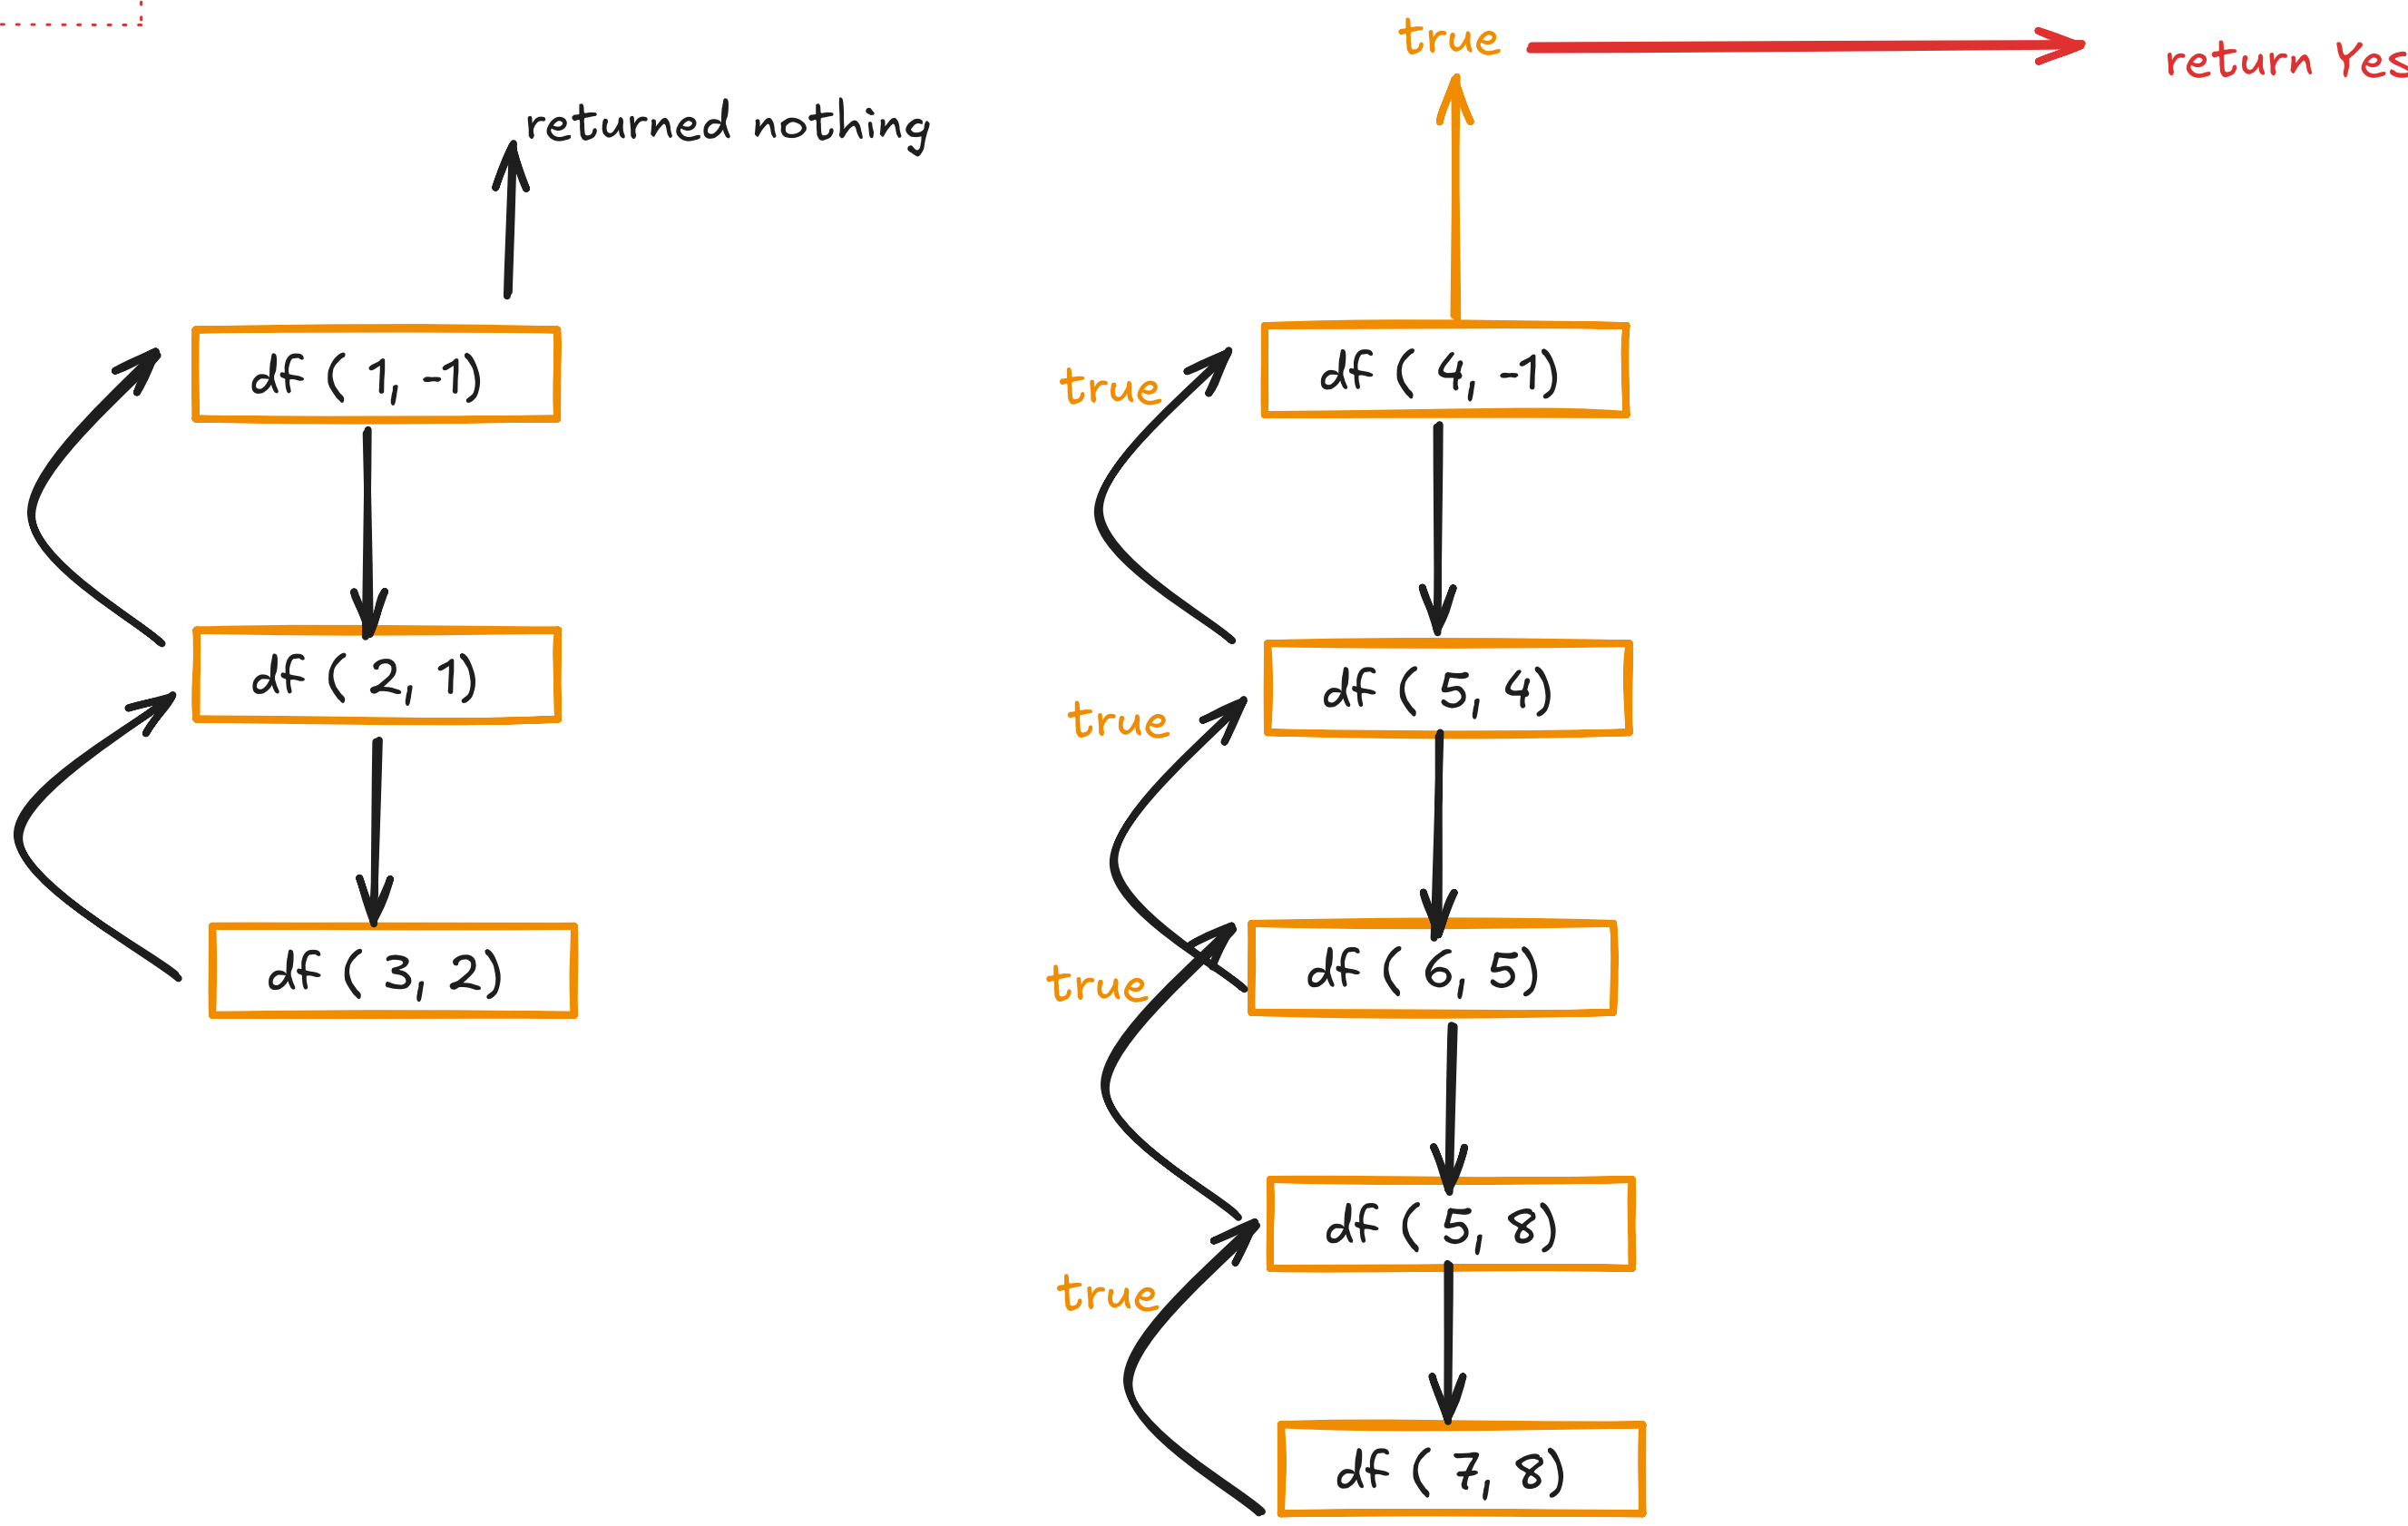 true
return Yes
returned nothing
df ( 1, -1)
df ( 2, 1)
df ( 3, 2)
df ( 4, -1)
true
df ( 5, 4)
true
df ( 6, 5)
true
df ( 5, 8)
true
df ( 7, 8)